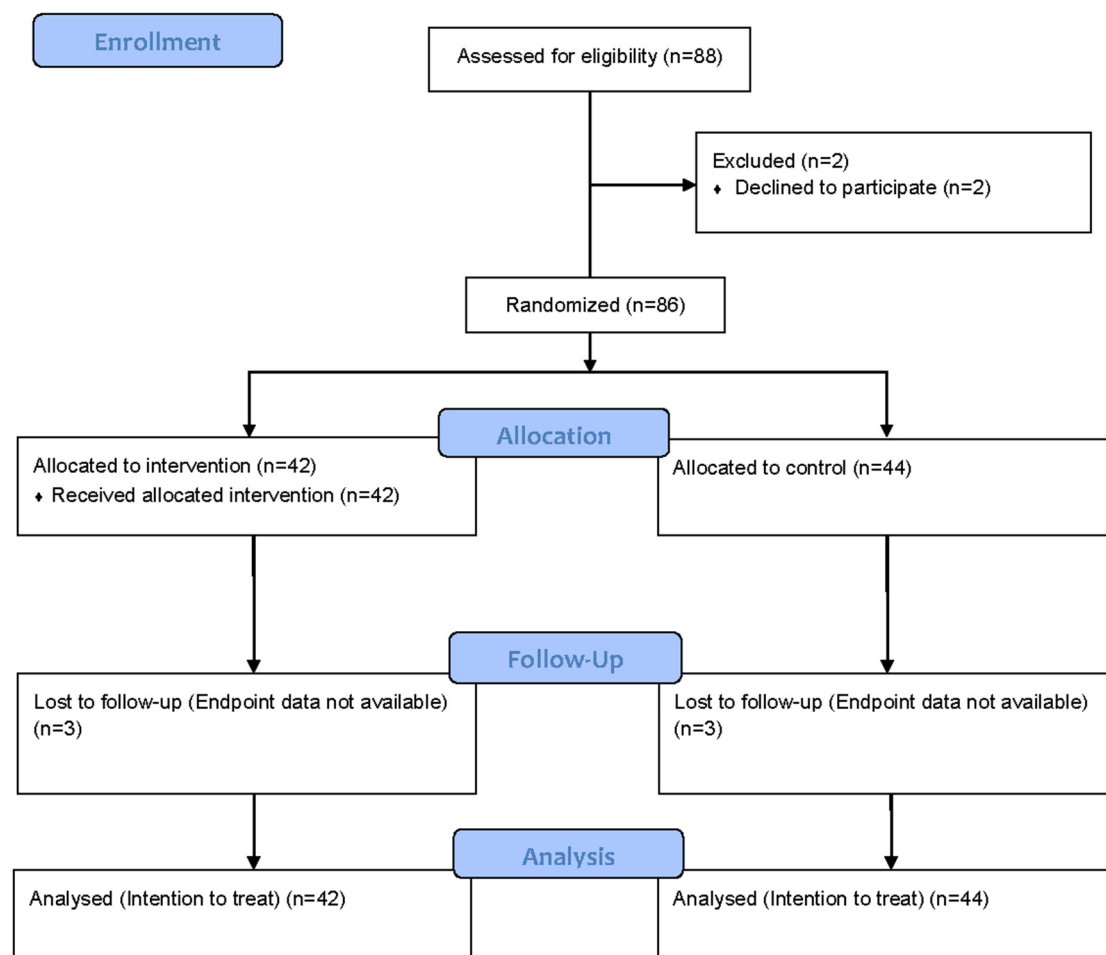 Enrollment
Assessed for eligibility (n=88)
Excluded (n=2)
♦ Declined to participate (n=2)
Randomized (n=86)
Allocation
Allocated to intervention (n=42)
♦ Received allocated intervention (n=42)
Allocated to control (n=44)
Follow-Up
Lost to follow-up (Endpoint data not available)
(n=3)
Lost to follow-up (Endpoint data not available)
(n=3)
Analysis
Analysed (Intention to treat) (n=42)
Analysed (Intention to treat) (n=44)